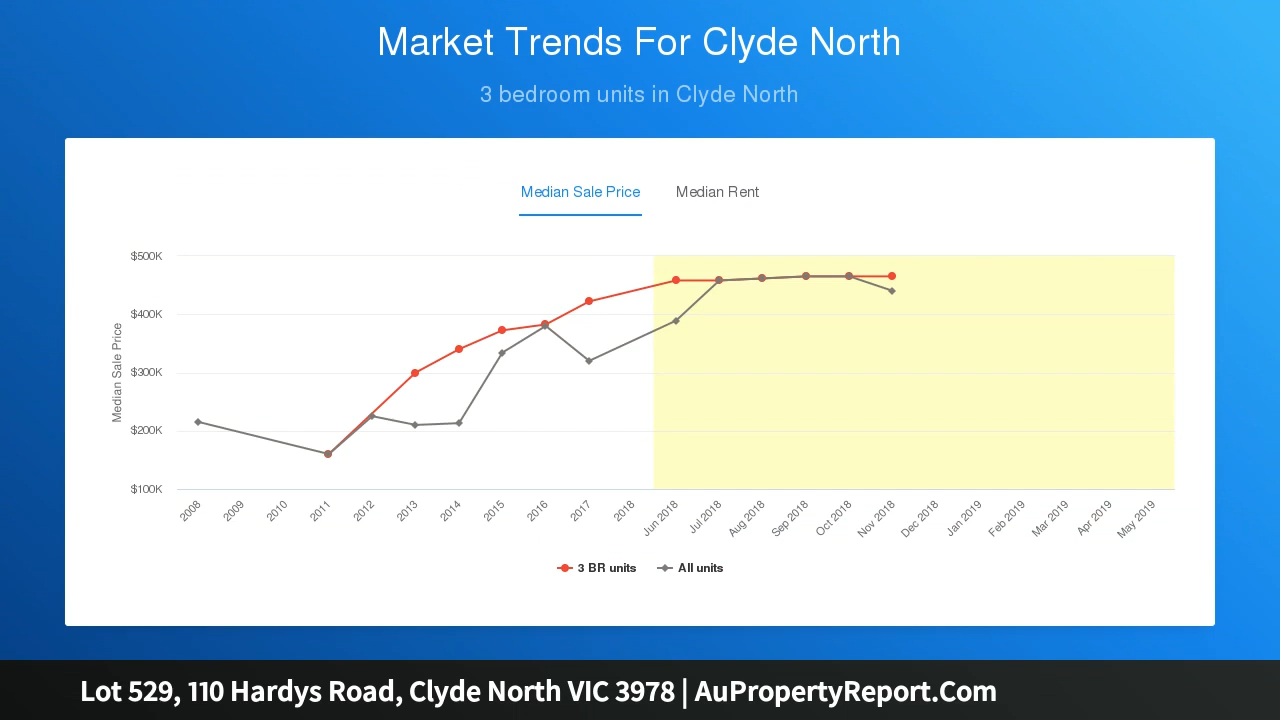 Market Trends For Clyde North
3 bedroom units in Clyde North
Median Sale Price
Median Rent
Median Sale Price
$500K
$400K
$300K
$200K
$100K
2008
2009
2010
2011
2012
2013
2014
2015
2016
2017
2018
Jun 2018
Jul 2018
Aug 2018
Sep 2018
Oct 2018
Nov 2018
Dec 2018
Jan 2019
Feb 2019
Mar 2019
Apr 2019
May 2019
3 BR units
All units
Lot 529, 110 Hardys Road, Clyde North VIC 3978 | AuPropertyReport.Com